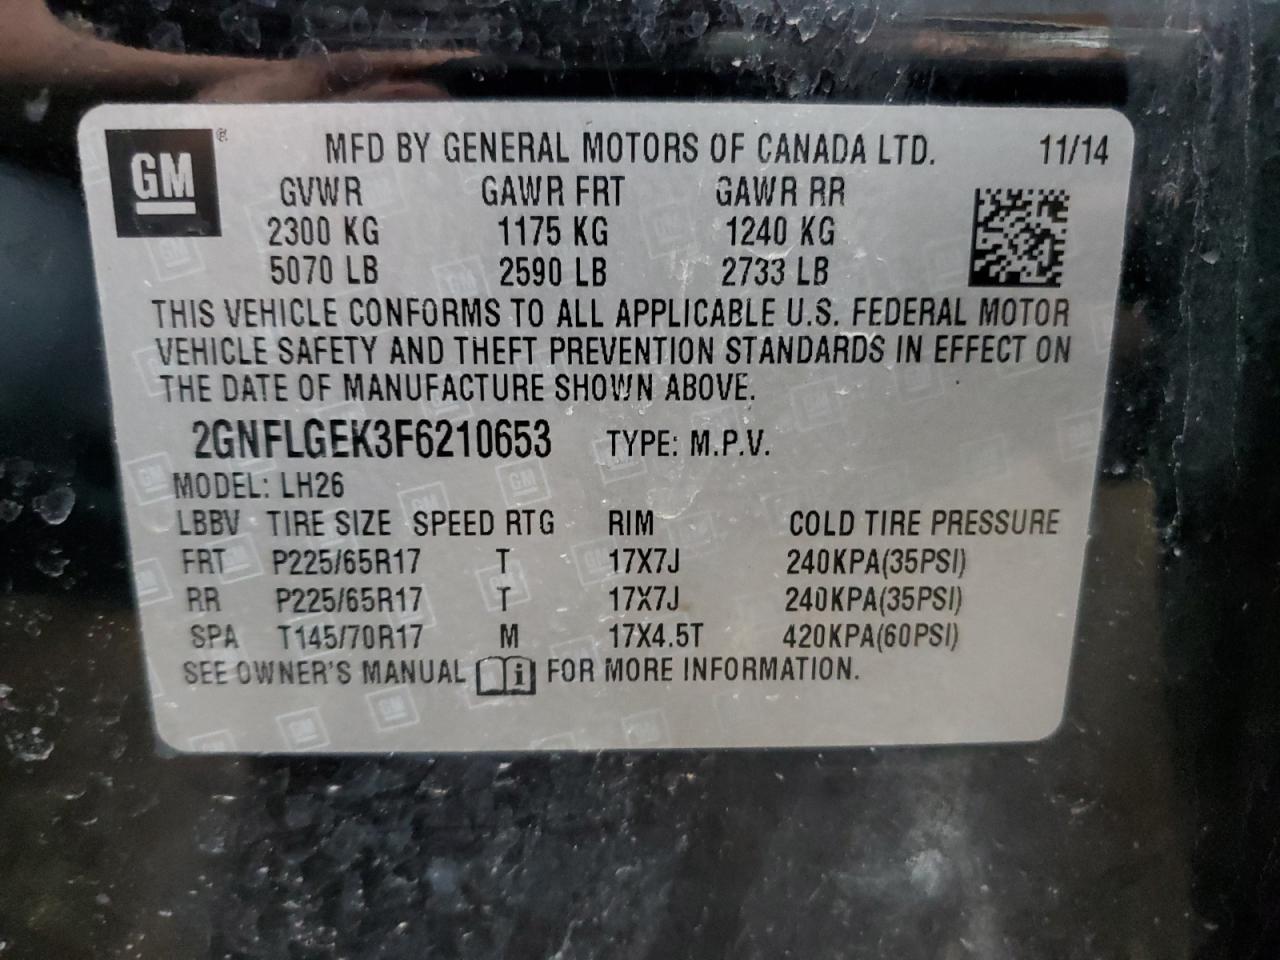 GM ® MFD BY GENERAL MOTORS OF CANADA LTD. 11/14
GVWR GAWR FRT GAWR RR
2300 KG 1175 KG 1240 KG
5070 LB 2590 LB 2733 LB
THIS VEHICLE CONFORMS TO ALL APPLICABLE U.S. FEDERAL MOTOR
VEHICLE SAFETY AND THEFT PREVENTION STANDARDS IN EFFECT ON
THE DATE OF MANUFACTURE SHOWN ABOVE.
2GNFLGEK3F6210653 TYPE: M.P.V.
MODEL: LH26
LBBV TIRE SIZE SPEED RTG RIM COLD TIRE PRESSURE
FRT P225/65R17 T 17X7J 240KPA(35PSI)
RR P225/65R17 T 17X7J 240KPA(35PSI)
SPA T145/70R17 M 17X4.5T 420KPA(60PSI)
SEE OWNER'S MANUAL i FOR MORE INFORMATION.